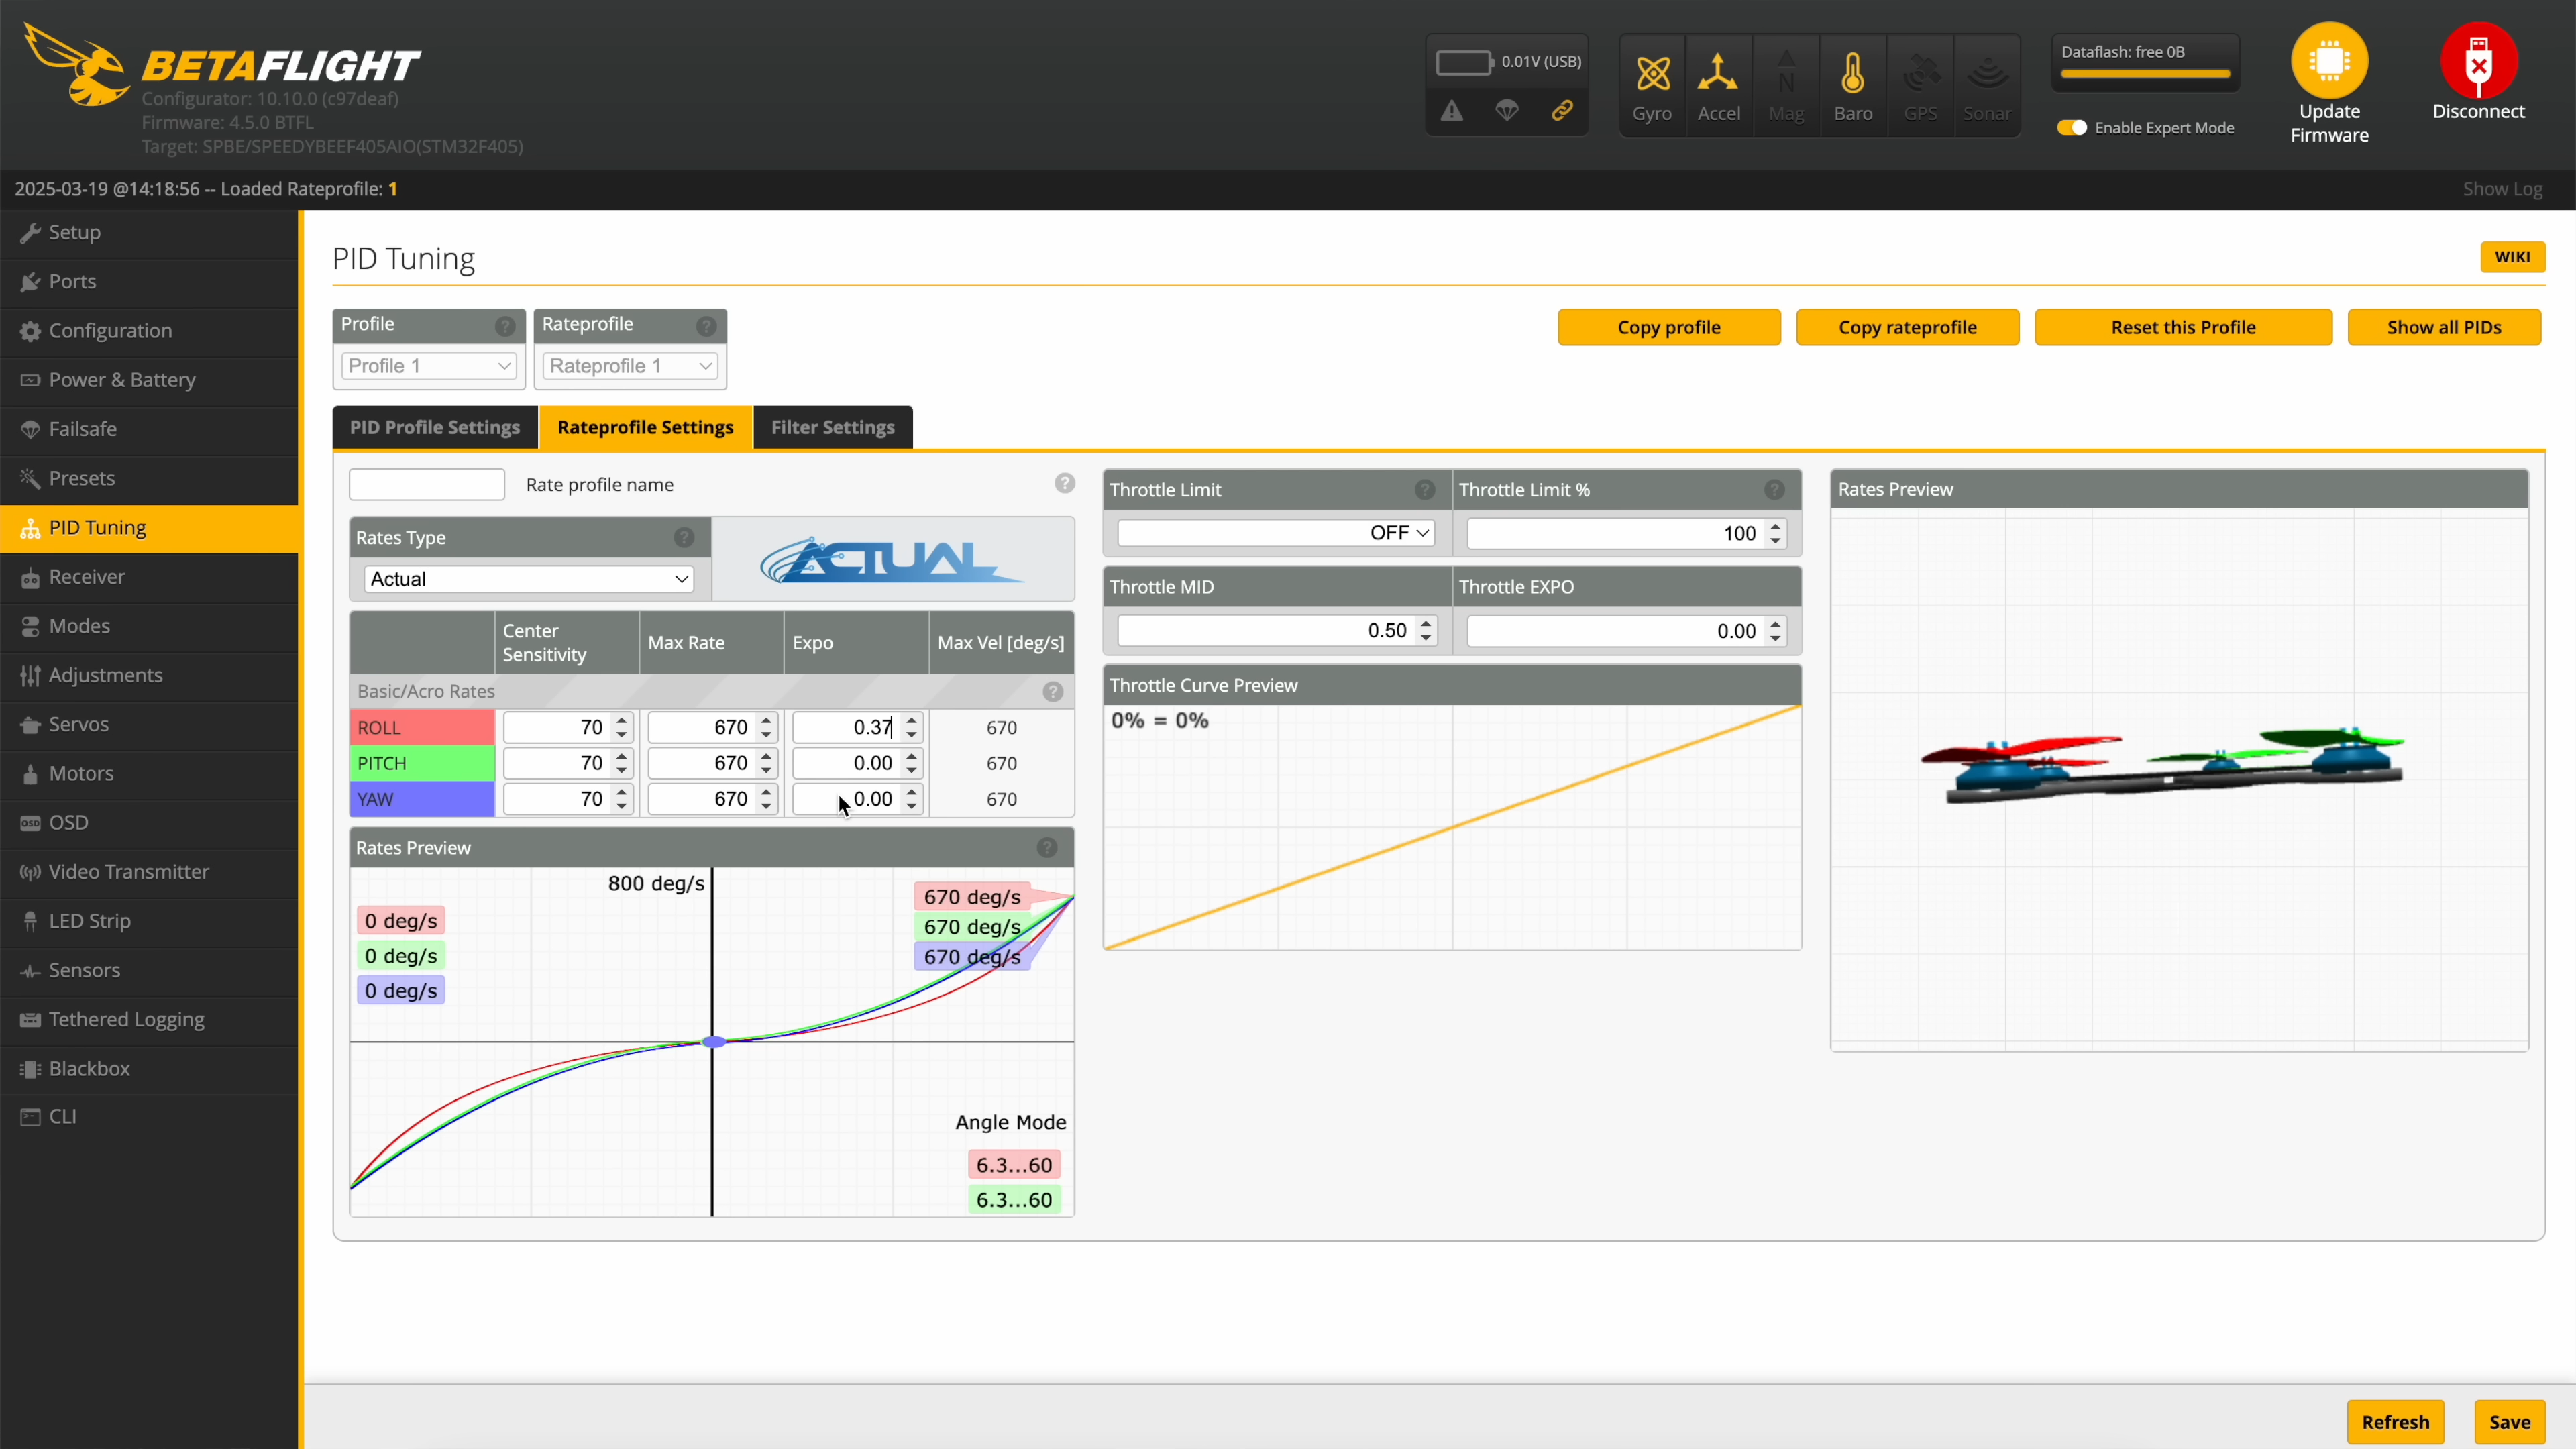 BETAFLIGHT
Configurator: 10.10.0 (c97deaf)
Firmware: 4.5.0 BTFL
Target: SPBE/SPEEDYBEEF405AIO(STM32F405)
0.01V (USB)
Gyro
Accel
N
Mag
Baro
GPS
Sonar
Dataflash: free 0B
Enable Expert Mode
Update
Firmware
Disconnect
2025-03-19 @14:18:56 -- Loaded Rateprofile: 1
Show Log
Setup
Ports
Configuration
Power & Battery
Failsafe
Presets
PID Tuning
Receiver
Modes
Adjustments
Servos
Motors
OSD OSD
Video Transmitter
LED Strip
Sensors
Tethered Logging
Blackbox
CLI
PID Tuning
WIKI
Profile ?
Rateprofile ?
Profile 1
Rateprofile 1
Copy profile
Copy rateprofile
Reset this Profile
Show all PIDs
PID Profile Settings
Rateprofile Settings
Filter Settings
Rate profile name ?
Rates Type ?
Actual
ACTUAL
Center
Sensitivity
Max Rate
Expo
Max Vel [deg/s]
Basic/Acro Rates ?
ROLL 70 670 0.37 670
PITCH 70 670 0.00 670
YAW 70 670 0.00 670
Rates Preview ?
800 deg/s
0 deg/s
0 deg/s
0 deg/s
670 deg/s
670 deg/s
670 deg/s
Angle Mode
6.3...60
6.3...60
Throttle Limit ?
Throttle Limit % ?
OFF
100
Throttle MID
Throttle EXPO
0.50
0.00
Throttle Curve Preview
0% = 0%
Rates Preview
Refresh
Save